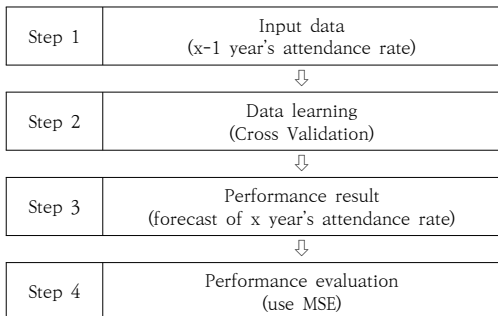 Step 1
Input data
(x-1 year's attendance rate)
Step 2
Data learning
(Cross Validation)
Step 3
Performance result
(forecast of x year's attendance rate)
Step 4
Performance evaluation
(use MSE)